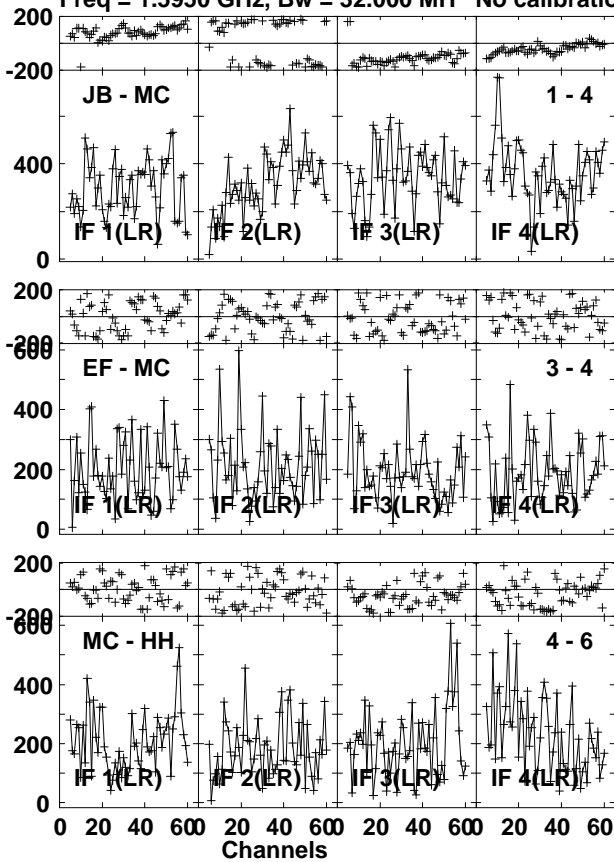 Freq = 1.5950 GHz, Bw = 32.000 MH No calibratio
200
-200
JB - MC 1 - 4
400
0
IF 1(LR) IF 2(LR) IF 3(LR) IF 4(LR)
200
-200
600
EF - MC 3 - 4
400
200
0
IF 1(LR) IF 2(LR) IF 3(LR) IF 4(LR)
200
-200
600
MC - HH 4 - 6
400
200
0
IF 1(LR) IF 2(LR) IF 3(LR) IF 4(LR)
0 20 40 60 0 20 40 60 0 20 40 60 0 20 40 60
Channels